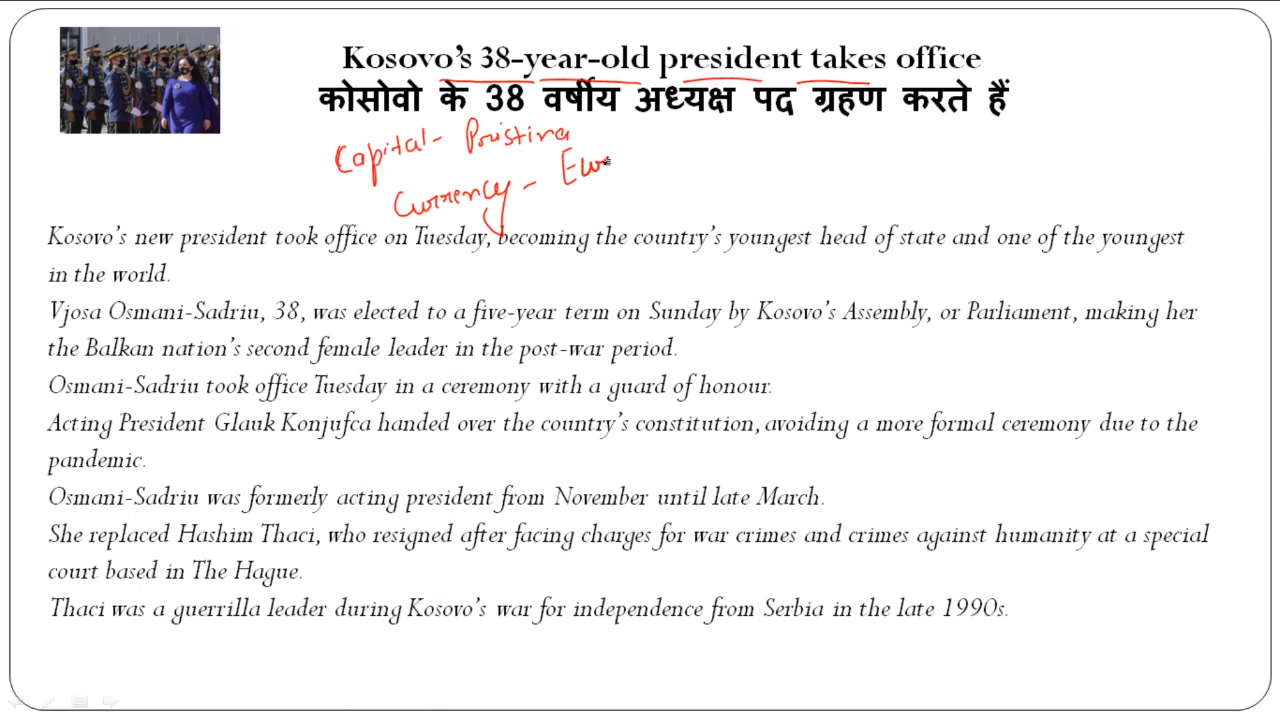 Kosovo's 38-year-old president takes office
कोसोवो के 38 वर्षीय अध्यक्ष पद ग्रहण करते हैं
Capital - Pristina
Currency -
Kosovo's new president took office on Tuesday, becoming the country's youngest head of state and one of the youngest
in the world.
Vjosa Osmani-Sadriu, 38, was elected to a five-year term on Sunday by Kosovo's Assembly, or Parliament, making her
the Balkan nation's second female leader in the post-war period.
Osmani-Sadriu took office Tuesday in a ceremony with a guard of honour.
Acting President Glauk Konjufca handed over the country's constitution, avoiding a more formal ceremony due to the
pandemic.
Osmani-Sadriu was formerly acting president from November until late March.
She replaced Hashim Thaci, who resigned after facing charges for war crimes and crimes against humanity at a special
court based in The Hague.
Thaci was a guerrilla leader during Kosovo's war for independence from Serbia in the late 1990s.